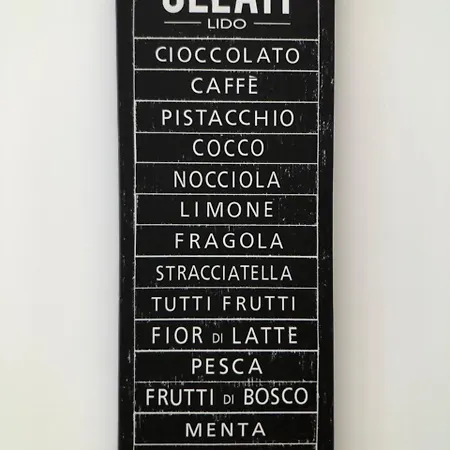 GELATI
LIDO
CIOCCOLATO
CAFFÈ
PISTACCHIO
COCCO
NOCCIOLA
LIMONE
FRAGOLA
STRACCIATELLA
TUTTI FRUTTI
FIOR DI LATTE
PESCA
FRUTTI DI BOSCO
MENTA